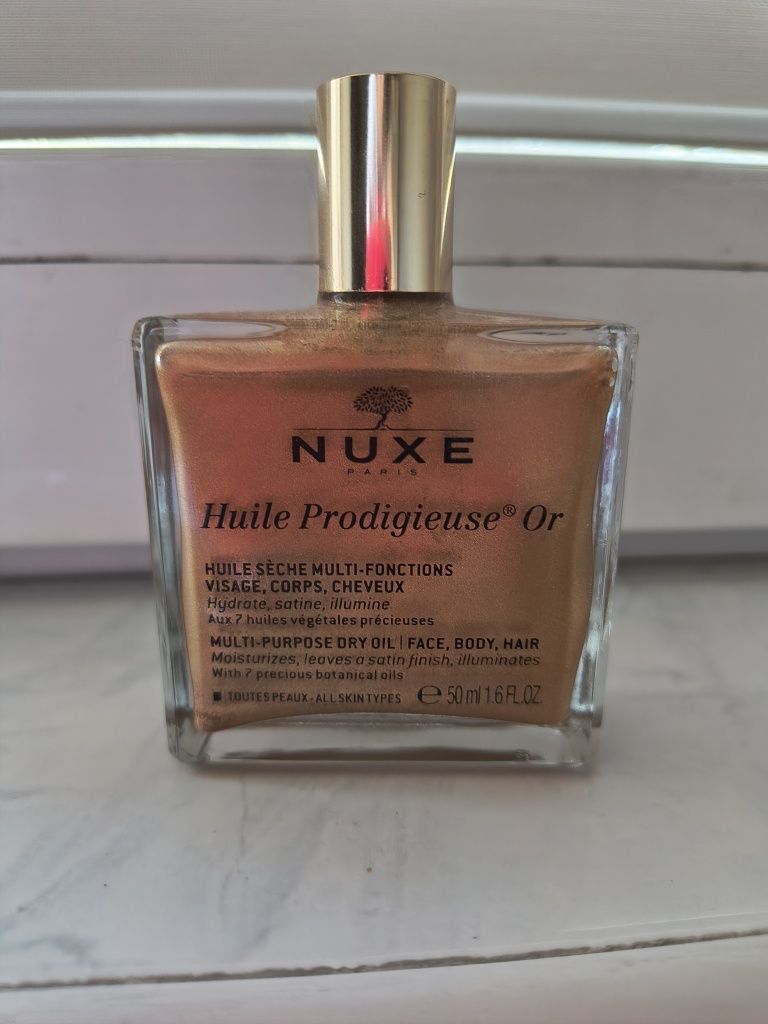 NUXE
PARIS
Huile Prodigieuse® Or
HUILE SÈCHE MULTI-FONCTIONS
VISAGE, CORPS, CHEVEUX
Hydrate, satine, illumine
Aux 7 huiles végétales précieuses
MULTI-PURPOSE DRY OIL | FACE, BODY, HAIR
Moisturizes, leaves a satin finish, illuminates
With 7 precious botanical oils
■ TOUTES PEAUX - ALL SKIN TYPES ℮ 50 ml 1.6 FL.OZ.